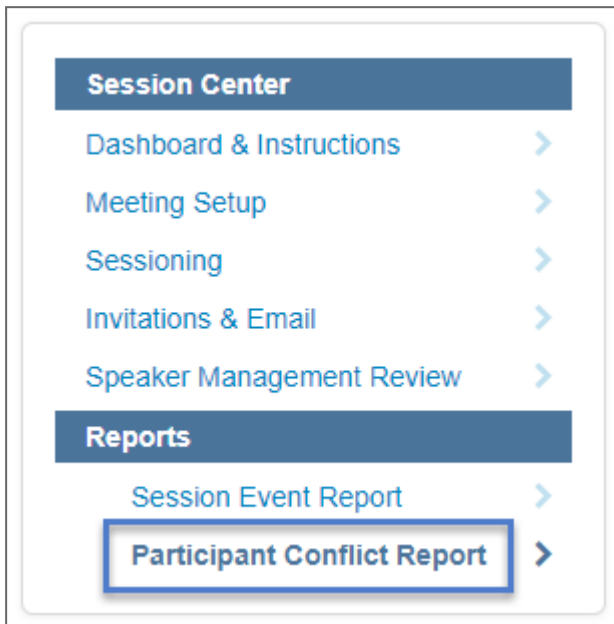 Session Center
Dashboard & Instructions
Meeting Setup
Sessioning
Invitations & Email
Speaker Management Review
Reports
Session Event Report
Participant Conflict Report